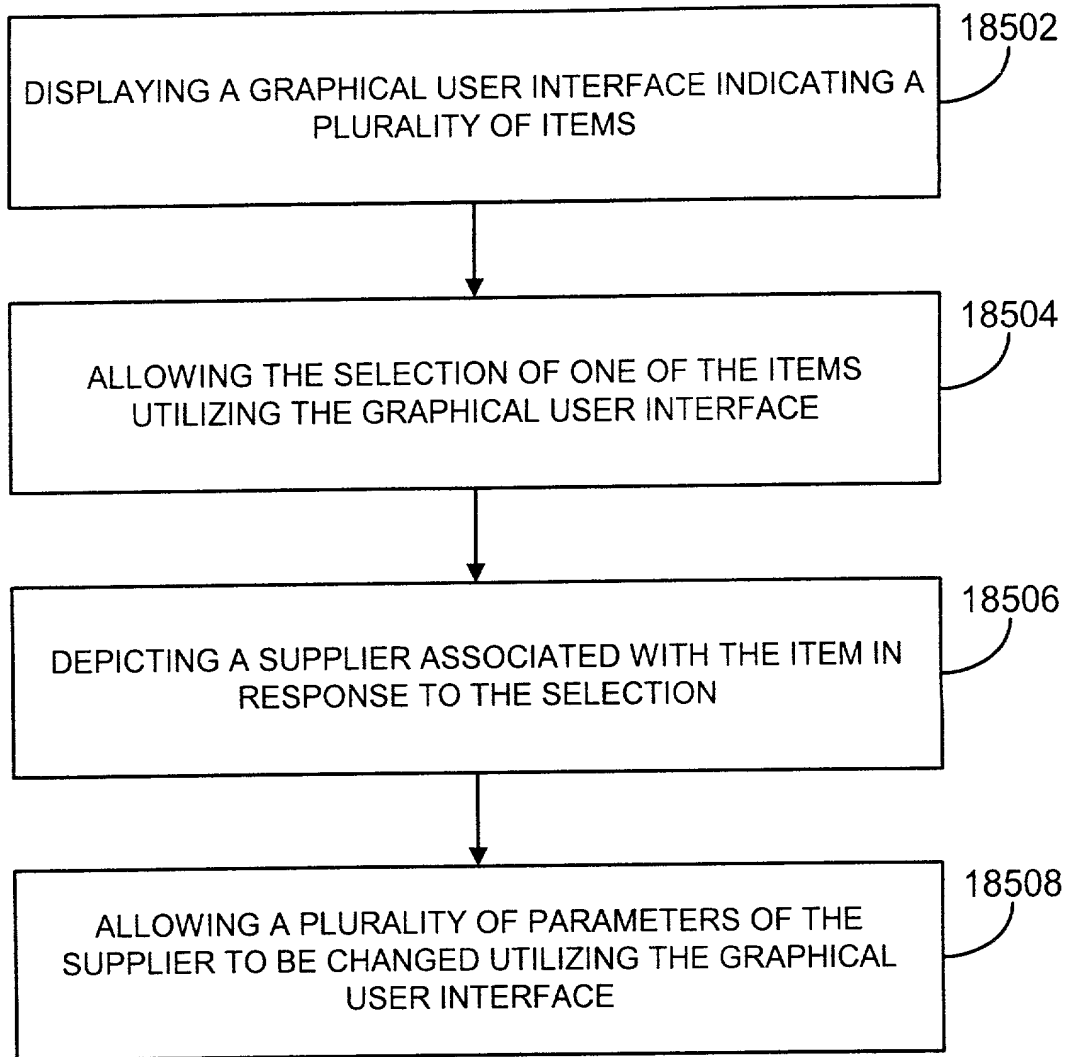 18502
DISPLAYING A GRAPHICAL USER INTERFACE INDICATING A
PLURALITY OF ITEMS
18504
ALLOWING THE SELECTION OF ONE OF THE ITEMS
UTILIZING THE GRAPHICAL USER INTERFACE
18506
DEPICTING A SUPPLIER ASSOCIATED WITH THE ITEM IN
RESPONSE TO THE SELECTION
18508
ALLOWING A PLURALITY OF PARAMETERS OF THE
SUPPLIER TO BE CHANGED UTILIZING THE GRAPHICAL
USER INTERFACE